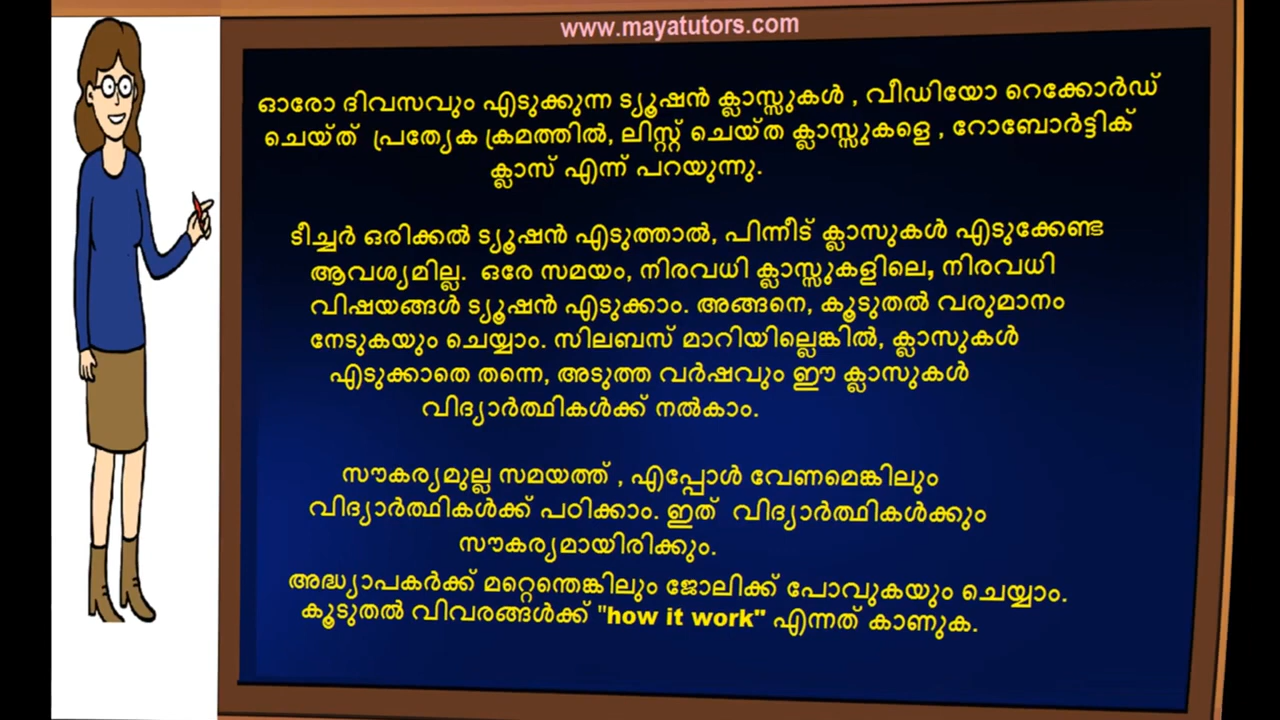 www.mayatutors.com
ഓരോ ദിവസവും എടുക്കുന്ന ട്യൂഷൻ ക്ലാസ്സുകൾ , വീഡിയോ റെക്കോർഡ്
ചെയ്ത് പ്രത്യേക ക്രമത്തിൽ, ലിസ്റ്റ് ചെയ്ത ക്ലാസ്സുകളെ , റോബോർട്ടിക്
ക്ലാസ് എന്ന് പറയുന്നു.
ടീച്ചർ ഒരിക്കൽ ട്യൂഷൻ എടുത്താൽ, പിന്നീട് ക്ലാസുകൾ എടുക്കേണ്ട
ആവശ്യമില്ല. ഒരേ സമയം, നിരവധി ക്ലാസ്സുകളിലെ, നിരവധി
വിഷയങ്ങൾ ട്യൂഷൻ എടുക്കാം. അങ്ങനെ, കൂടുതൽ വരുമാനം
നേടുകയും ചെയ്യാം. സിലബസ് മാറിയില്ലെങ്കിൽ, ക്ലാസുകൾ
എടുക്കാതെ തന്നെ, അടുത്ത വർഷവും ഈ ക്ലാസുകൾ
വിദ്യാർത്ഥികൾക്ക് നൽകാം.
സൗകര്യമുല്ല സമയത്ത് , എപ്പോൾ വേണമെങ്കിലും
വിദ്യാർത്ഥികൾക്ക് പഠിക്കാം. ഇത് വിദ്യാർത്ഥികൾക്കും
സൗകര്യമായിരിക്കും.
അദ്ധ്യാപകർക്ക് മറ്റെന്തെങ്കിലും ജോലിക്ക് പോവുകയും ചെയ്യാം.
കൂടുതൽ വിവരങ്ങൾക്ക് "how it work" എന്നത് കാണുക.